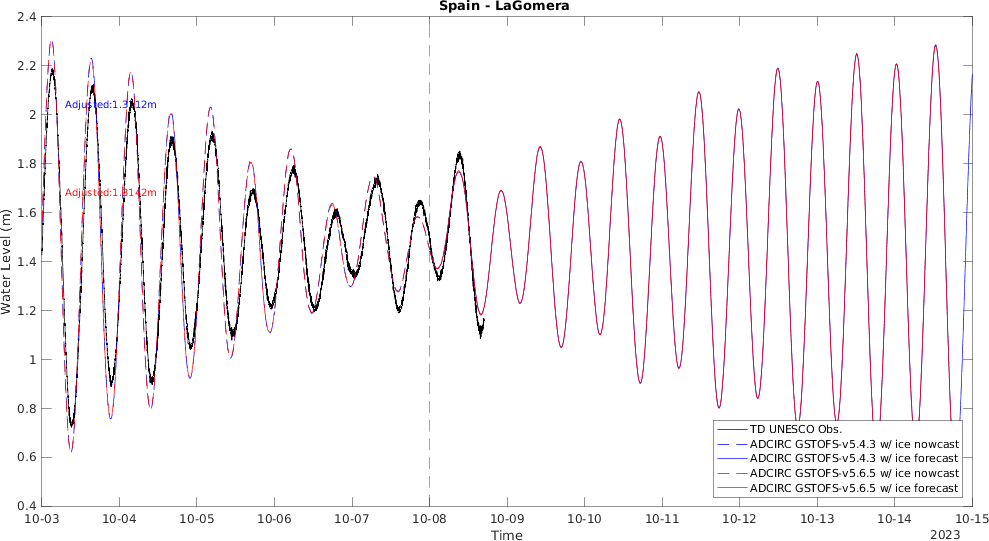 Spain - LaGomera
2.4
2.2
2
1.8
1.6
1.4
1.2
1
0.8
0.6
0.4
Water Level (m)
Adjusted:1.3112m
Adjusted:1.3142m
TD UNESCO Obs.
ADCIRC GSTOFS-v5.4.3 w/ ice nowcast
ADCIRC GSTOFS-v5.4.3 w/ ice forecast
ADCIRC GSTOFS-v5.6.5 w/ ice nowcast
ADCIRC GSTOFS-v5.6.5 w/ ice forecast
10-03 10-04 10-05 10-06 10-07 10-08 10-09 10-10 10-11 10-12 10-13 10-14 10-15
Time
2023